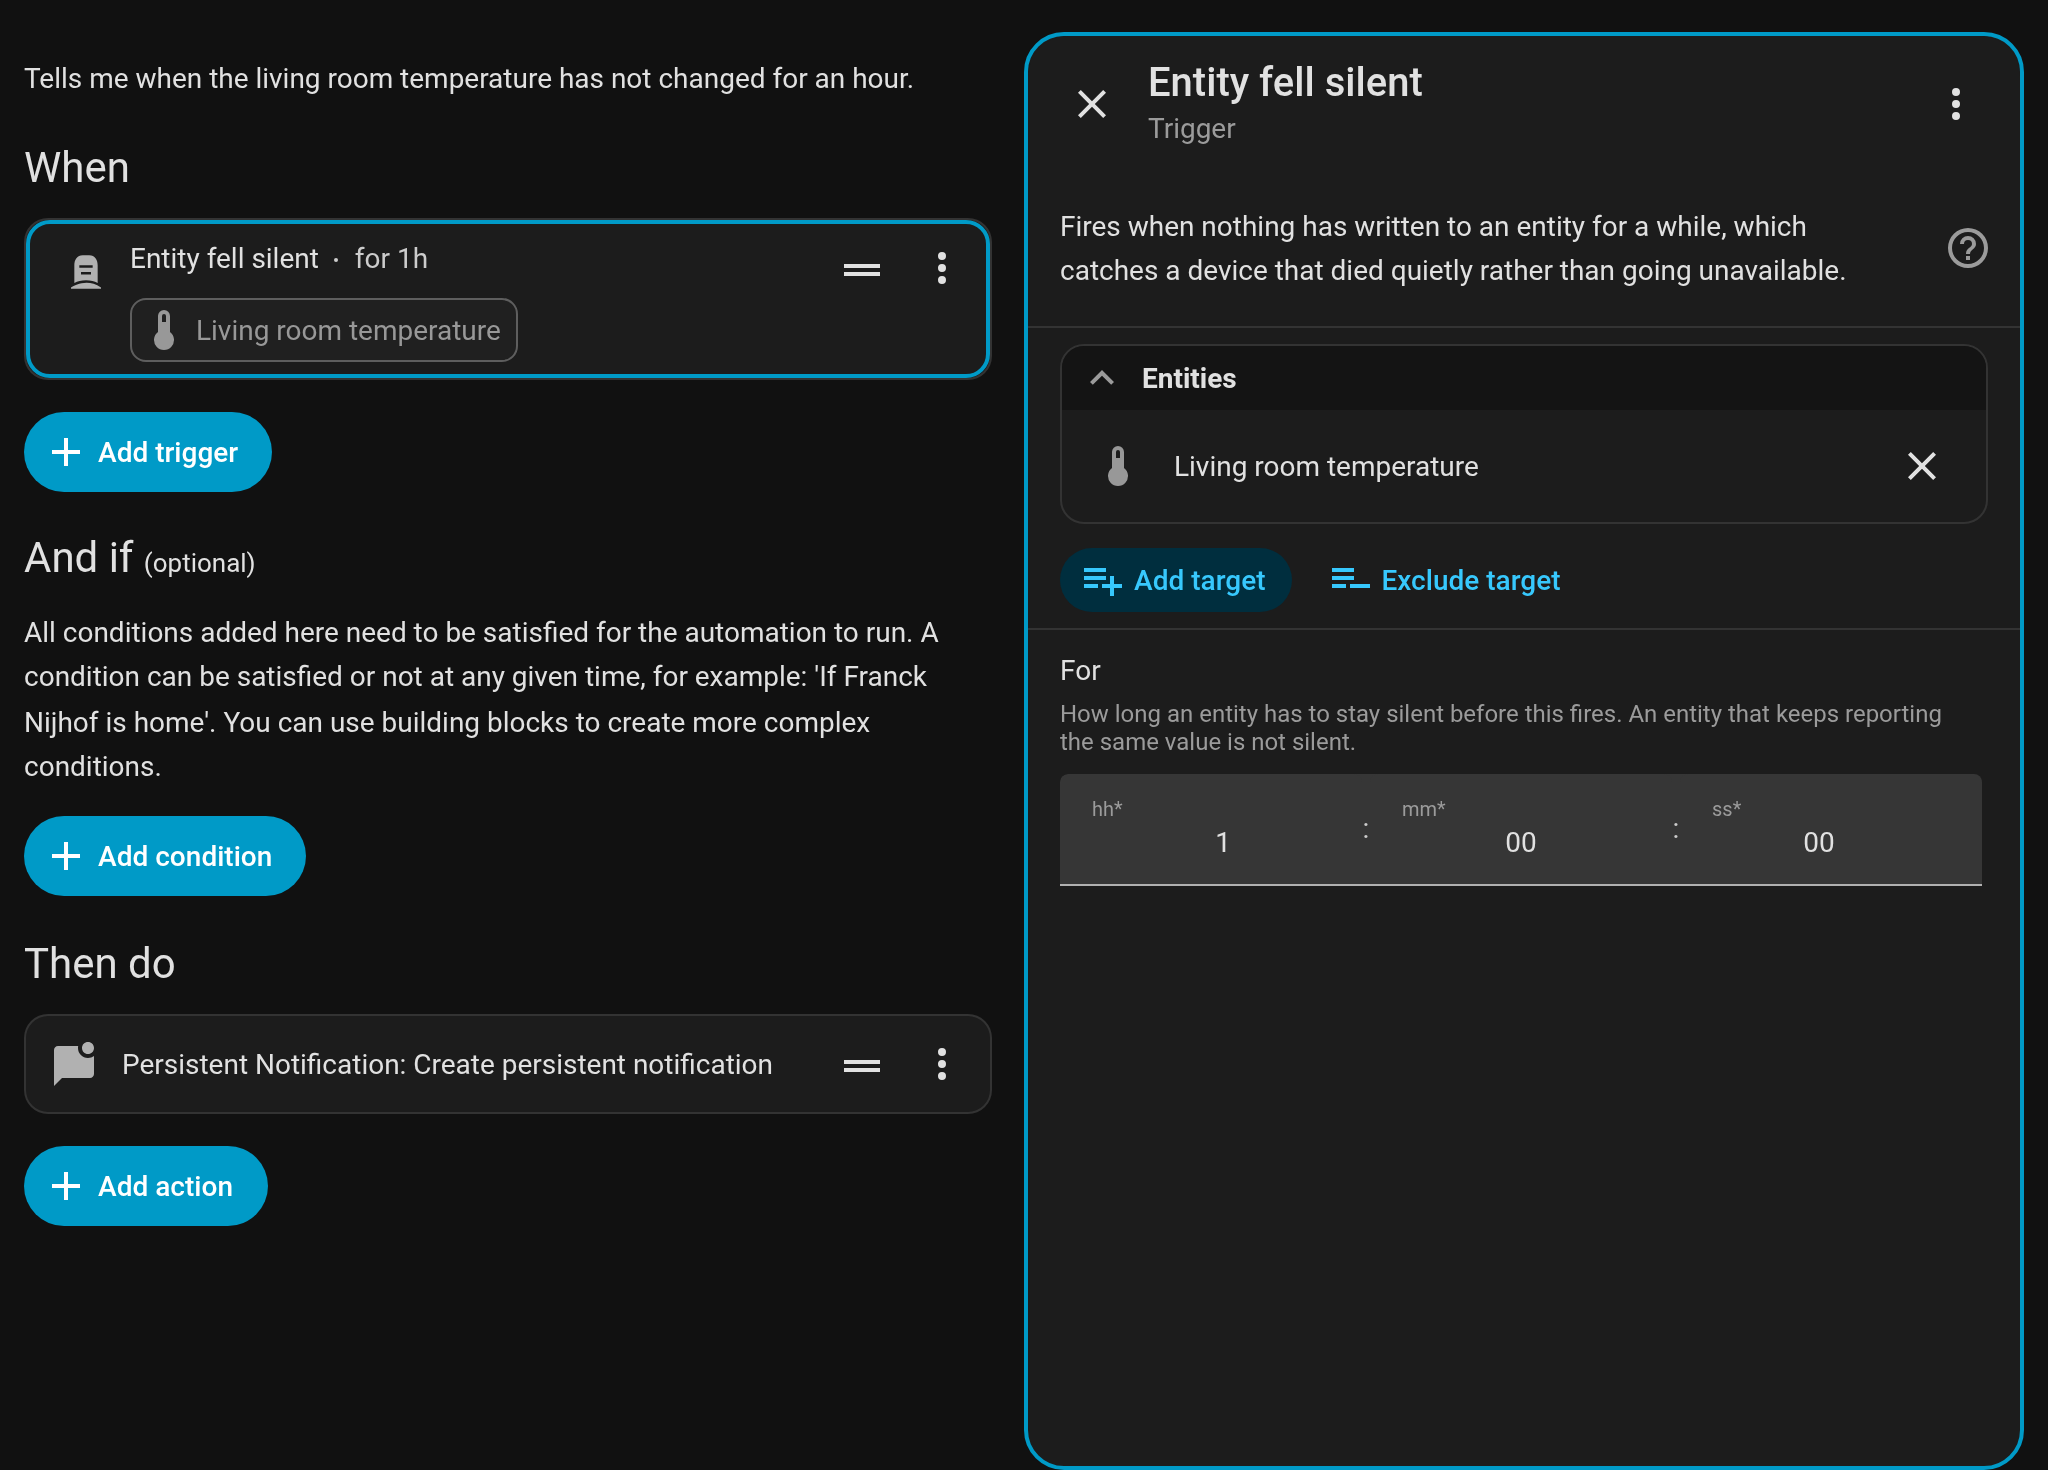 Tells me when the living room temperature has not changed for an hour.
When
Entity fell silent · for 1h
Living room temperature
Add trigger
And if (optional)
All conditions added here need to be satisfied for the automation to run. A
condition can be satisfied or not at any given time, for example: 'If Franck
Nijhof is home'. You can use building blocks to create more complex
conditions.
Add condition
Then do
Persistent Notification: Create persistent notification
Add action
Entity fell silent
Trigger
Fires when nothing has written to an entity for a while, which
catches a device that died quietly rather than going unavailable.
Entities
Living room temperature
Add target
Exclude target
For
How long an entity has to stay silent before this fires. An entity that keeps reporting
the same value is not silent.
hh* : mm* : ss*
1 00 00